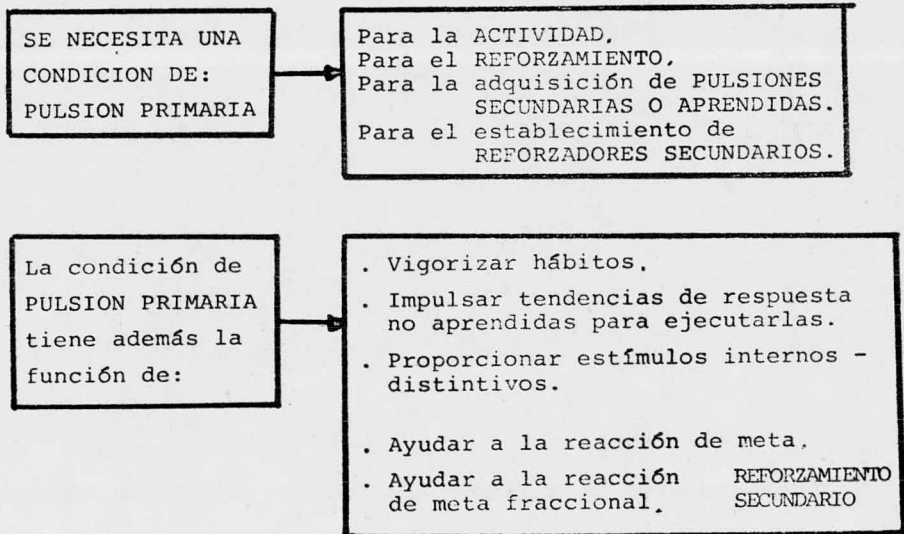 SE NECESITA UNA
CONDICION DE:
PULSION PRIMARIA
Para la ACTIVIDAD.
Para el REFORZAMIENTO.
Para la adquisición de PULSIONES
SECUNDARIAS O APRENDIDAS.
Para el establecimiento de
REFORZADORES SECUNDARIOS.
La condición de
PULSION PRIMARIA
tiene además la
función de:
. Vigorizar hábitos.
. Impulsar tendencias de respuesta
no aprendidas para ejecutarlas.
. Proporcionar estímulos internos -
distintivos.
. Ayudar a la reacción de meta.
. Ayudar a la reacción REFORZAMIENTO
de meta fraccional. SECUNDARIO